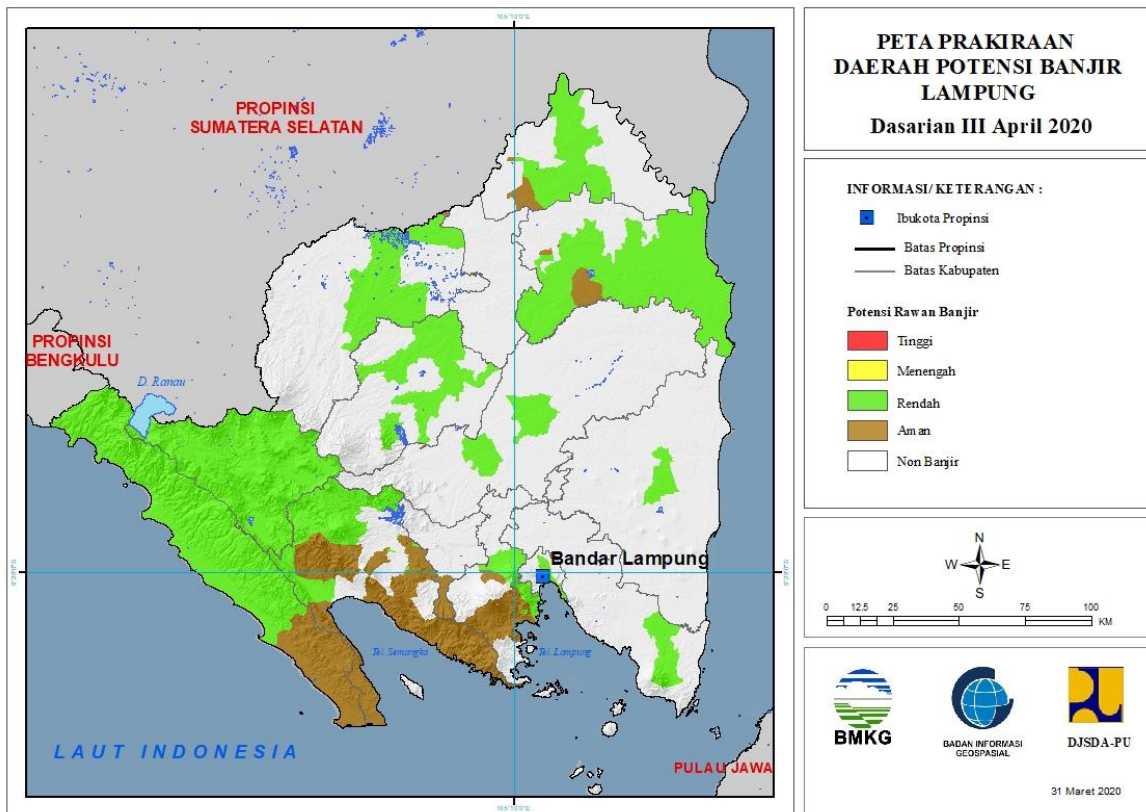 PROPINSI
SUMATERA SELATAN
PROPINSI
BENGKULU
D. Ranau
Bandar Lampung
Tel. Semangka
Tel. Lampung
LAUT INDONESIA
PULAU JAWA
PETA PRAKIRAAN
DAERAH POTENSI BANJIR
LAMPUNG
Dasarian III April 2020
INFORMASI/ KETERANGAN :
Ibukota Propinsi
Batas Propinsi
Batas Kabupaten
Potensi Rawan Banjir
Tinggi
Menengah
Rendah
Aman
Non Banjir
N
W E
S
0 12.5 25 50 75 100
KM
BMKG
BADAN INFORMASI
GEOSPASIAL
DJSDA-PU
31 Maret 2020